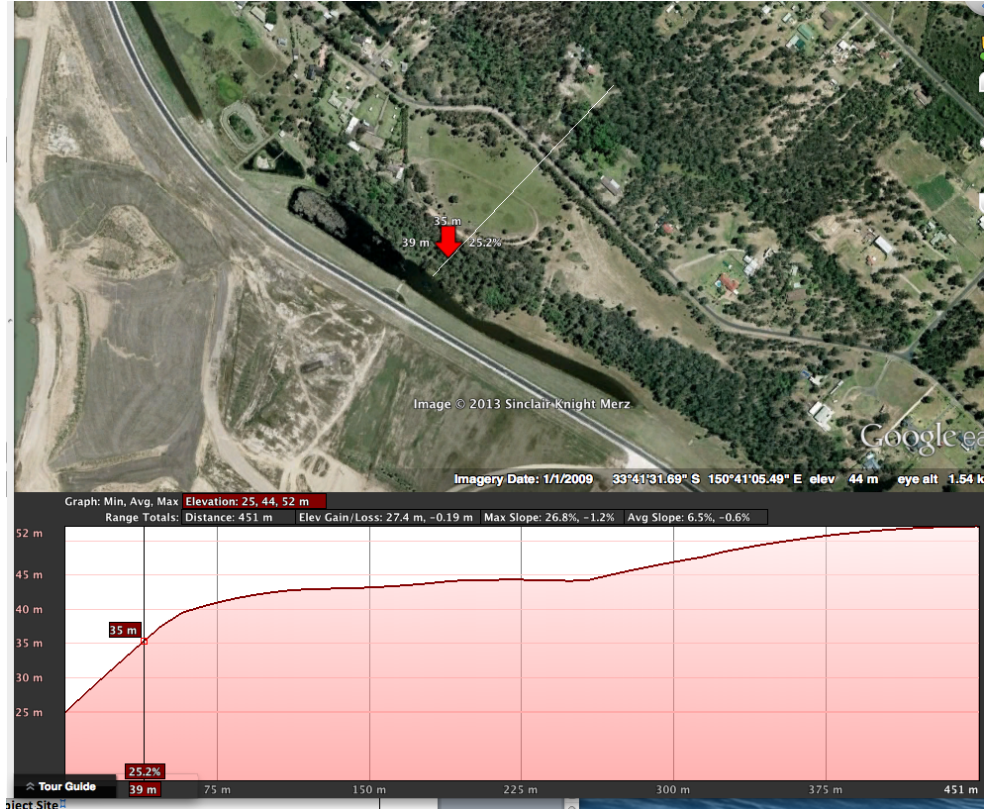 35 m
39 m 25.2%
Image © 2013 Sinclair Knight Merz
Google ea
Imagery Date: 1/1/2009 33°41'31.69" S 150°41'05.49" E elev 44 m eye alt 1.54 k
Graph: Min, Avg, Max Elevation: 25, 44, 52 m
Range Totals: Distance: 451 m Elev Gain/Loss: 27.4 m, -0.19 m Max Slope: 26.8%, -1.2% Avg Slope: 6.5%, -0.6%
52 m
45 m
40 m
35 m
35 m
30 m
25 m
25.2%
Tour Guide 39 m 75 m 150 m 225 m 300 m 375 m 451 m
bject Site